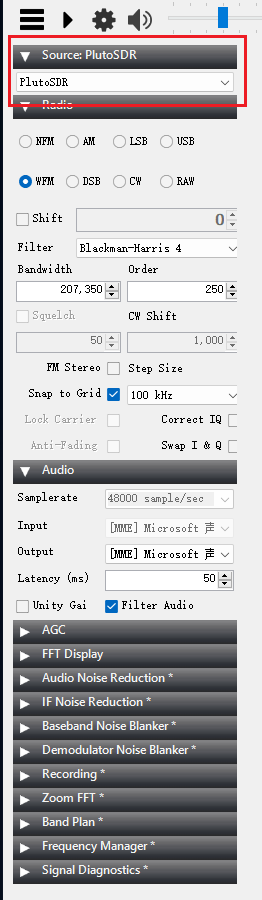 Source: PlutoSDR
PlutoSDR
Radio
NFM AM LSB USB
WFM DSB CW RAW
Shift 0
Filter Blackman-Harris 4
Bandwidth Order
207,350 250
Squelch CW Shift
50 1,000
FM Stereo Step Size
Snap to Grid 100 kHz
Lock Carrier Correct IQ
Anti-Fading Swap I & Q
Audio
Samplerate 48000 sample/sec
Input [MME] Microsoft 声
Output [MME] Microsoft 声
Latency (ms) 50
Unity Gai Filter Audio
AGC
FFT Display
Audio Noise Reduction *
IF Noise Reduction *
Baseband Noise Blanker *
Demodulator Noise Blanker *
Recording *
Zoom FFT *
Band Plan *
Frequency Manager *
Signal Diagnostics *